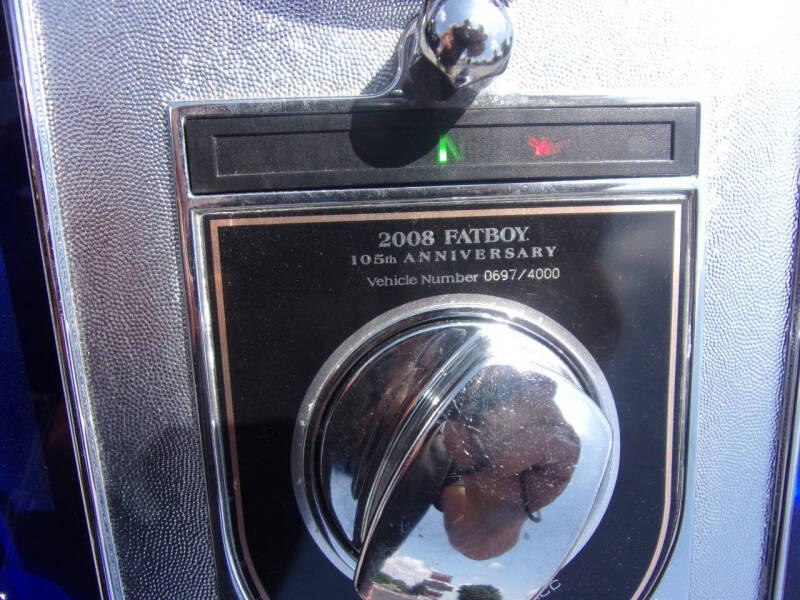 N
2008 FATBOY
105th ANNIVERSARY
Vehicle Number 0697/4000